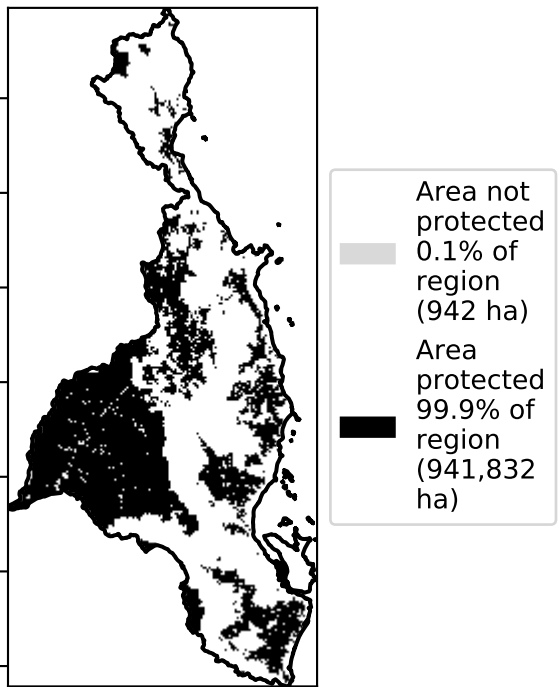 Area not
protected
0.1% of
region
(942 ha)
Area
protected
99.9% of
region
(941,832
ha)